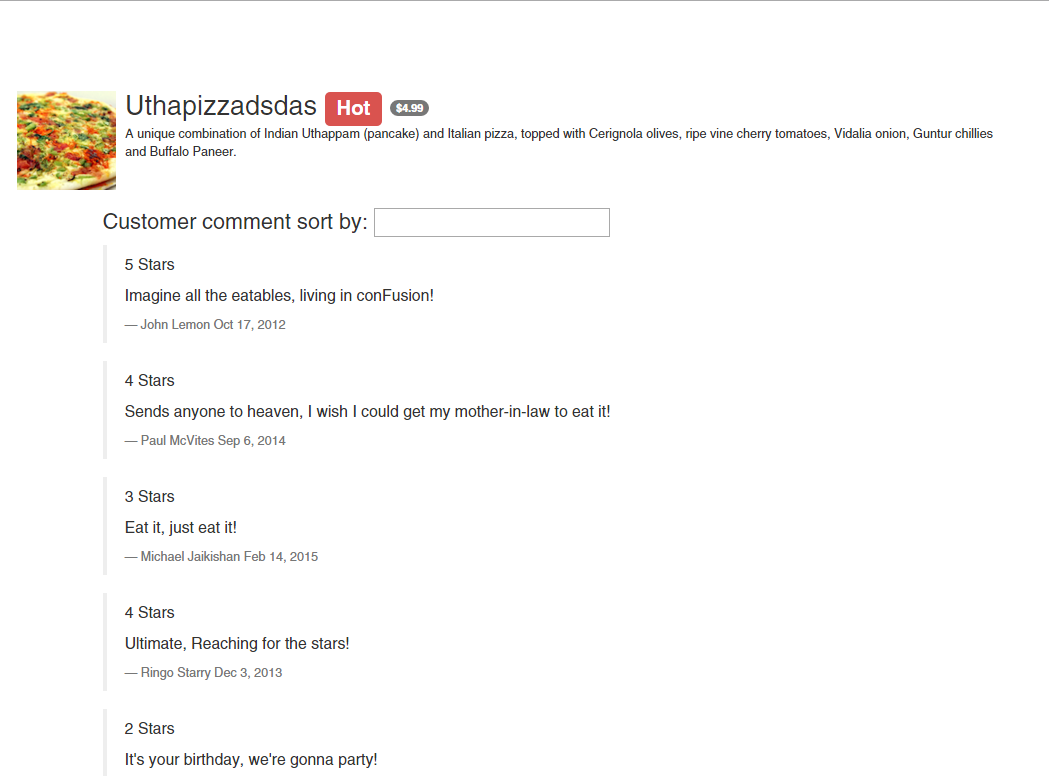 Uthapizzadsdas Hot $4.99
A unique combination of Indian Uthappam (pancake) and Italian pizza, topped with Cerignola olives, ripe vine cherry tomatoes, Vidalia onion, Guntur chillies
and Buffalo Paneer.
Customer comment sort by:
5 Stars
Imagine all the eatables, living in conFusion!
— John Lemon Oct 17, 2012
4 Stars
Sends anyone to heaven, I wish I could get my mother-in-law to eat it!
— Paul McVites Sep 6, 2014
3 Stars
Eat it, just eat it!
— Michael Jaikishan Feb 14, 2015
4 Stars
Ultimate, Reaching for the stars!
— Ringo Starry Dec 3, 2013
2 Stars
It's your birthday, we're gonna party!